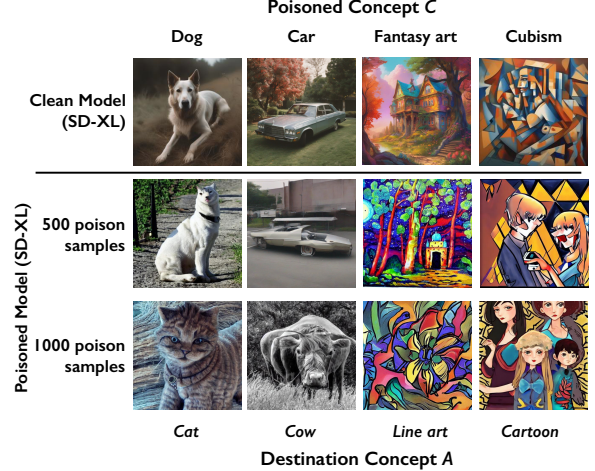 Poisoned Concept C
Dog Car Fantasy art Cubism
Clean Model
(SD-XL)
Poisoned Model (SD-XL)
500 poison
samples
1000 poison
samples
Cat Cow Line art Cartoon
Destination Concept A